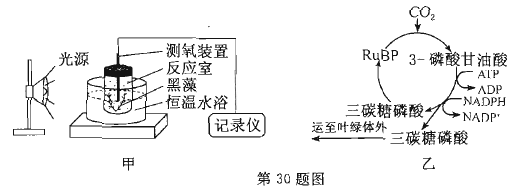 光源
测氧装置
反应室
黑藻
恒温水浴
记录仪
甲
CO₂
RuBP
3-磷酸甘油酸
ATP
ADP
NADPH
NADP⁺
三碳糖磷酸
运至叶绿体外
三碳糖磷酸
乙
第30题图